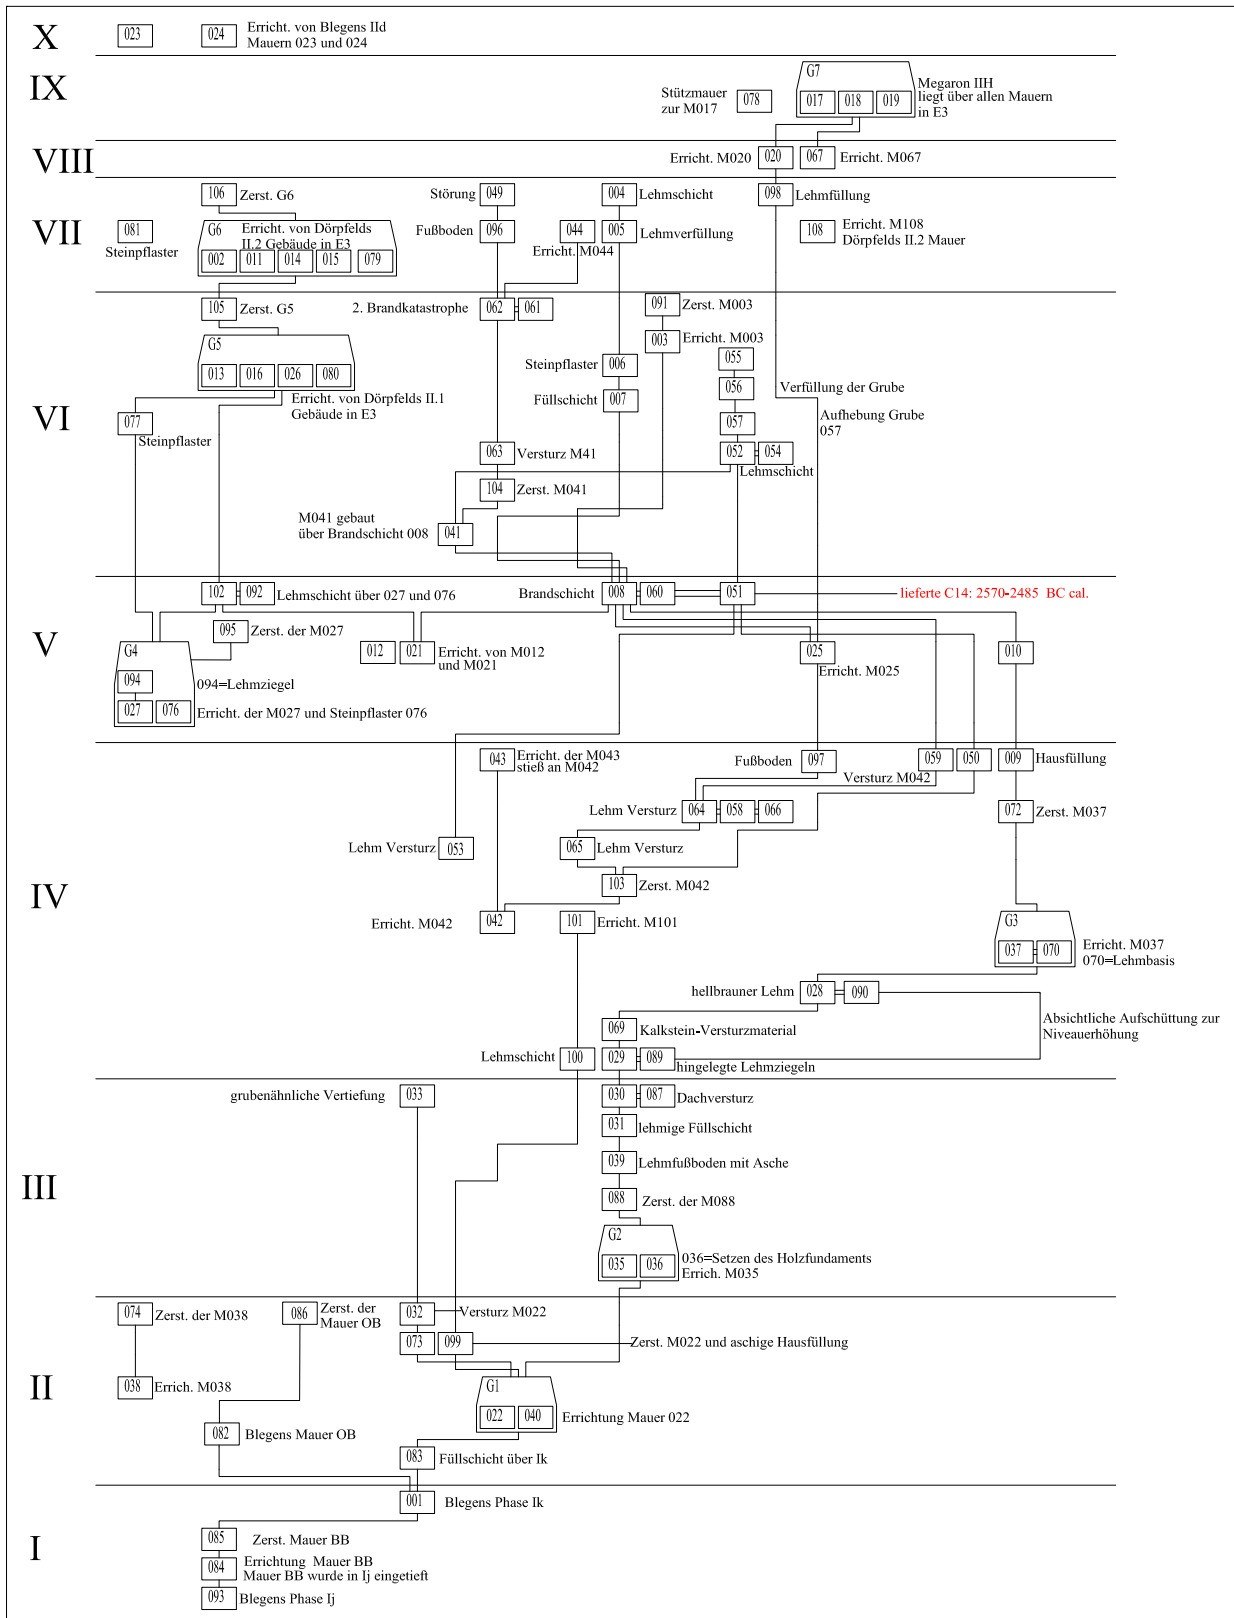 X
023
024
Erricht. von Blegens IId
Mauern 023 und 024
IX
G7
017 018 019
Megaron IIH
liegt über allen Mauern
in E3
Stützmauer
zur M017
078
VIII
Erricht. M020
020
067
Erricht. M067
VII
106
Zerst. G6
Störung
049
004
Lehmschicht
098
Lehmfüllung
081
Steinpflaster
G6
Erricht. von Dörpfelds
II.2 Gebäude in E3
002 011 014 015 079
Fußboden
096
044
Erricht. M044
005
Lehmverfüllung
108
Erricht. M108
Dörpfelds II.2 Mauer
VI
105
Zerst. G5
2. Brandkatastrophe
062
061
091
Zerst. M003
003
Erricht. M003
G5
013 016 026 080
Erricht. von Dörpfelds II.1
Gebäude in E3
Steinpflaster
006
055
056
Verfüllung der Grube
Füllschicht
007
077
Steinpflaster
057
Aufhebung Grube
057
063
Versturz M41
052
054
Lehmschicht
104
Zerst. M041
M041 gebaut
über Brandschicht 008
041
V
102
092
Lehmschicht über 027 und 076
Brandschicht
008
060
051
lieferte C14: 2570-2485 BC cal.
095
Zerst. der M027
G4
094
094=Lehmziegel
027 076
Erricht. der M027 und Steinpflaster 076
012
021
Erricht. von M012
und M021
025
Erricht. M025
010
IV
043
Erricht. der M043
stieß an M042
Fußboden
097
059
050
Versturz M042
009
Hausfüllung
Lehm Versturz
064
058
066
072
Zerst. M037
Lehm Versturz
053
065
Lehm Versturz
103
Zerst. M042
Erricht. M042
042
101
Erricht. M101
G3
037 070
Erricht. M037
070=Lehmbasis
hellbrauner Lehm
028
090
Absichtliche Aufschüttung zur
Niveauerhöhung
069
Kalkstein-Versturzmaterial
Lehmschicht
100
029
089
hingelegte Lehmziegeln
III
grubenähnliche Vertiefung
033
030
087
Dachversturz
031
lehmige Füllschicht
039
Lehmfußboden mit Asche
088
Zerst. der M088
G2
035 036
036=Setzen des Holzfundaments
Errich. M035
II
074
Zerst. der M038
086
Zerst. der
Mauer OB
032
Versturz M022
073
099
Zerst. M022 und aschige Hausfüllung
038
Errich. M038
G1
022 040
Errichtung Mauer 022
082
Blegens Mauer OB
083
Füllschicht über Ik
I
001
Blegens Phase Ik
085
Zerst. Mauer BB
084
Errichtung Mauer BB
Mauer BB wurde in Ij eingetieft
093
Blegens Phase Ij